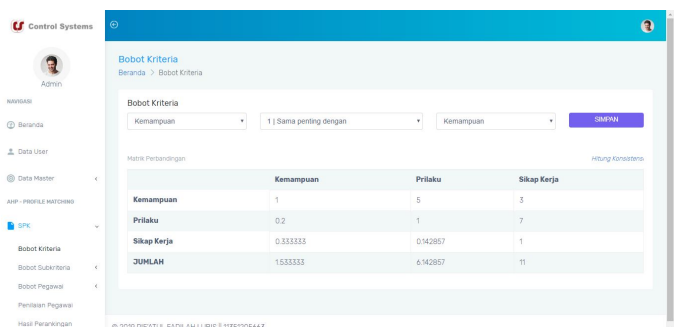 Control Systems
Admin
NAVIGASI
Beranda
Data User
Data Master
AHP - PROFILE MATCHING
SPK
Bobot Kriteria
Bobot Subkriteria
Bobot Pegawai
Penilaian Pegawai
Hasil Perankingan
Bobot Kriteria
Beranda > Bobot Kriteria
Bobot Kriteria
Kemampuan 1 | Sama penting dengan Kemampuan SIMPAN
Matrik Perbandingan Hitung Konsistensi
Kemampuan Prilaku Sikap Kerja
Kemampuan 1 5 3
Prilaku 0.2 1 7
Sikap Kerja 0.333333 0.142857 1
JUMLAH 1.533333 6.142857 11